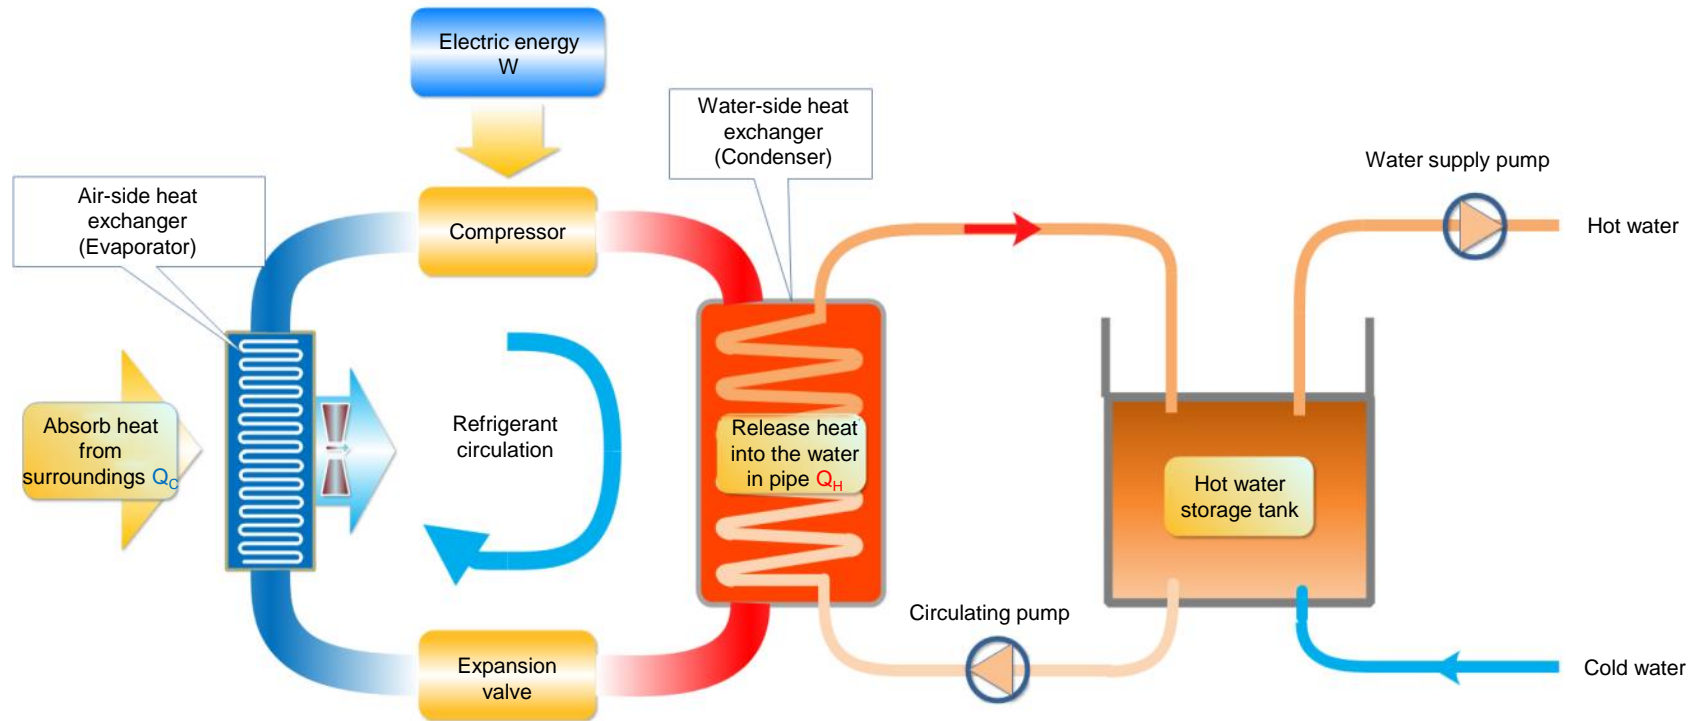 Electric energy
W
Water-side heat
exchanger
(Condenser)
Water supply pump
Air-side heat
exchanger
(Evaporator)
Compressor
Hot water
Absorb heat
from
surroundings Q_C
Refrigerant
circulation
Release heat
into the water
in pipe Q_H
Hot water
storage tank
Circulating pump
Expansion
valve
Cold water